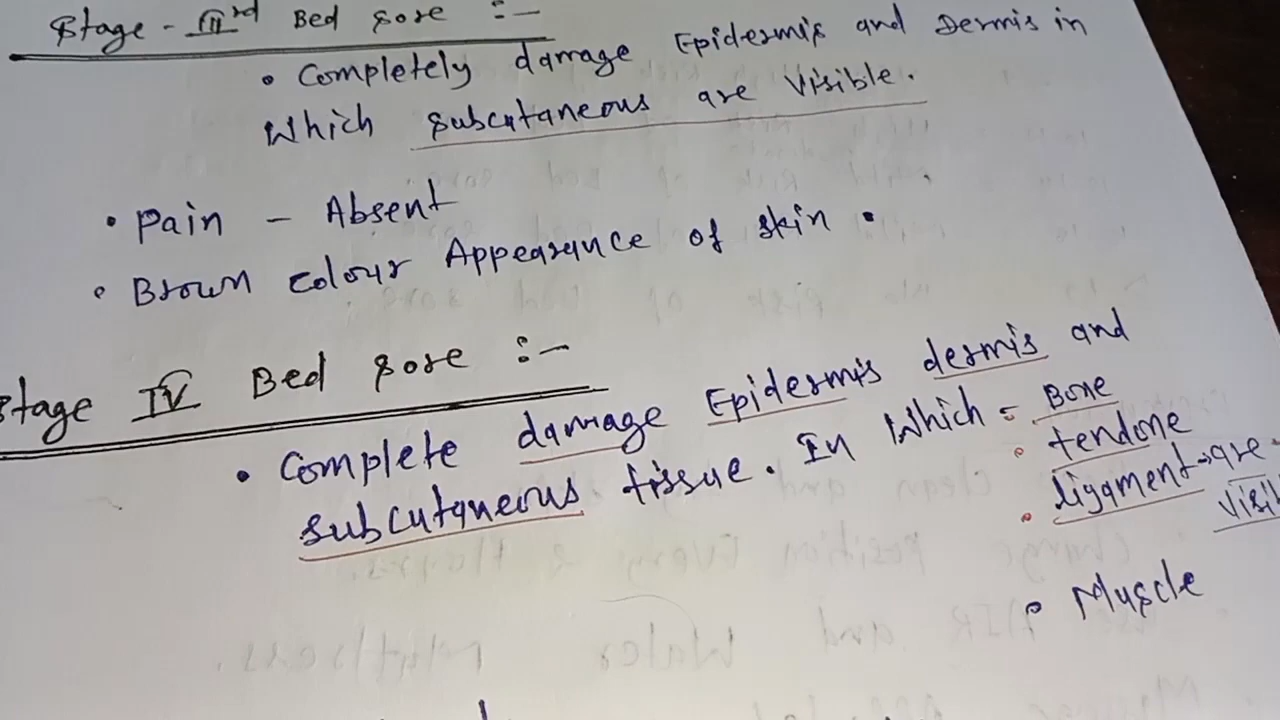 Stage - IIIrd Bed sore :-
• Completely damage Epidermis and Dermis in
Which subcutaneous are visible.
• Pain - Absent
• Brown colour Appearance of skin •
Stage IV Bed sore :-
• Complete damage Epidermis dermis and
subcutaneous tissue. In Which = Bone
• tendone
• ligament → are
• Muscle